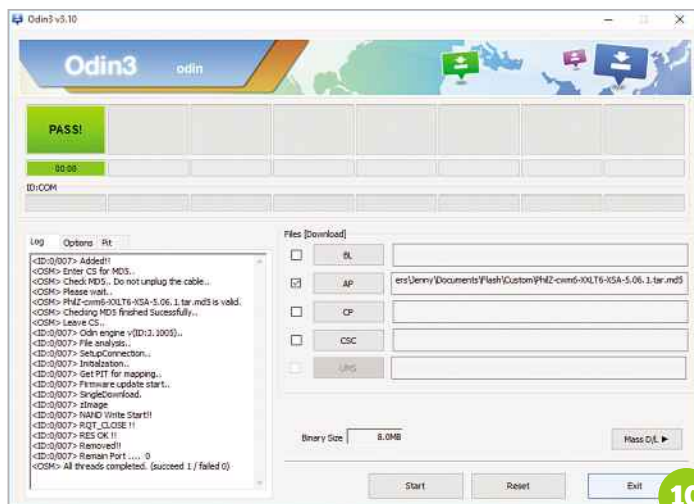 Odin3 v3.10
Odin3 odin
PASS!
00:08
ID:COM
Log Options Pit
<ID:0/007> Added!!
<OSM> Enter CS for MD5..
<OSM> Check MD5.. Do not unplug the cable..
<OSM> Please wait..
<OSM> PhilZ-cwm6-XXLT6-XSA-5.06.1.tar.md5 is valid.
<OSM> Checking MD5 finished Sucessfully..
<OSM> Leave CS..
<ID:0/007> Odin engine v(ID:3.1005)..
<ID:0/007> File analysis..
<ID:0/007> SetupConnection..
<ID:0/007> Initialzation..
<ID:0/007> Get PIT for mapping..
<ID:0/007> Firmware update start..
<ID:0/007> SingleDownload.
<ID:0/007> zImage
<ID:0/007> NAND Write Start!!
<ID:0/007> RQT_CLOSE !!
<ID:0/007> RES OK !!
<ID:0/007> Removed!!
<ID:0/007> Remain Port .... 0
<OSM> All threads completed. (succeed 1 / failed 0)
Files [Download]
BL
AP ers\Jenny\Documents\Flash\Custom\PhilZ-cwm6-XXLT6-XSA-5.06.1.tar.md5
CP
CSC
UMS
Binary Size 8.0MB
Mass D/L ►
Start Reset Exit